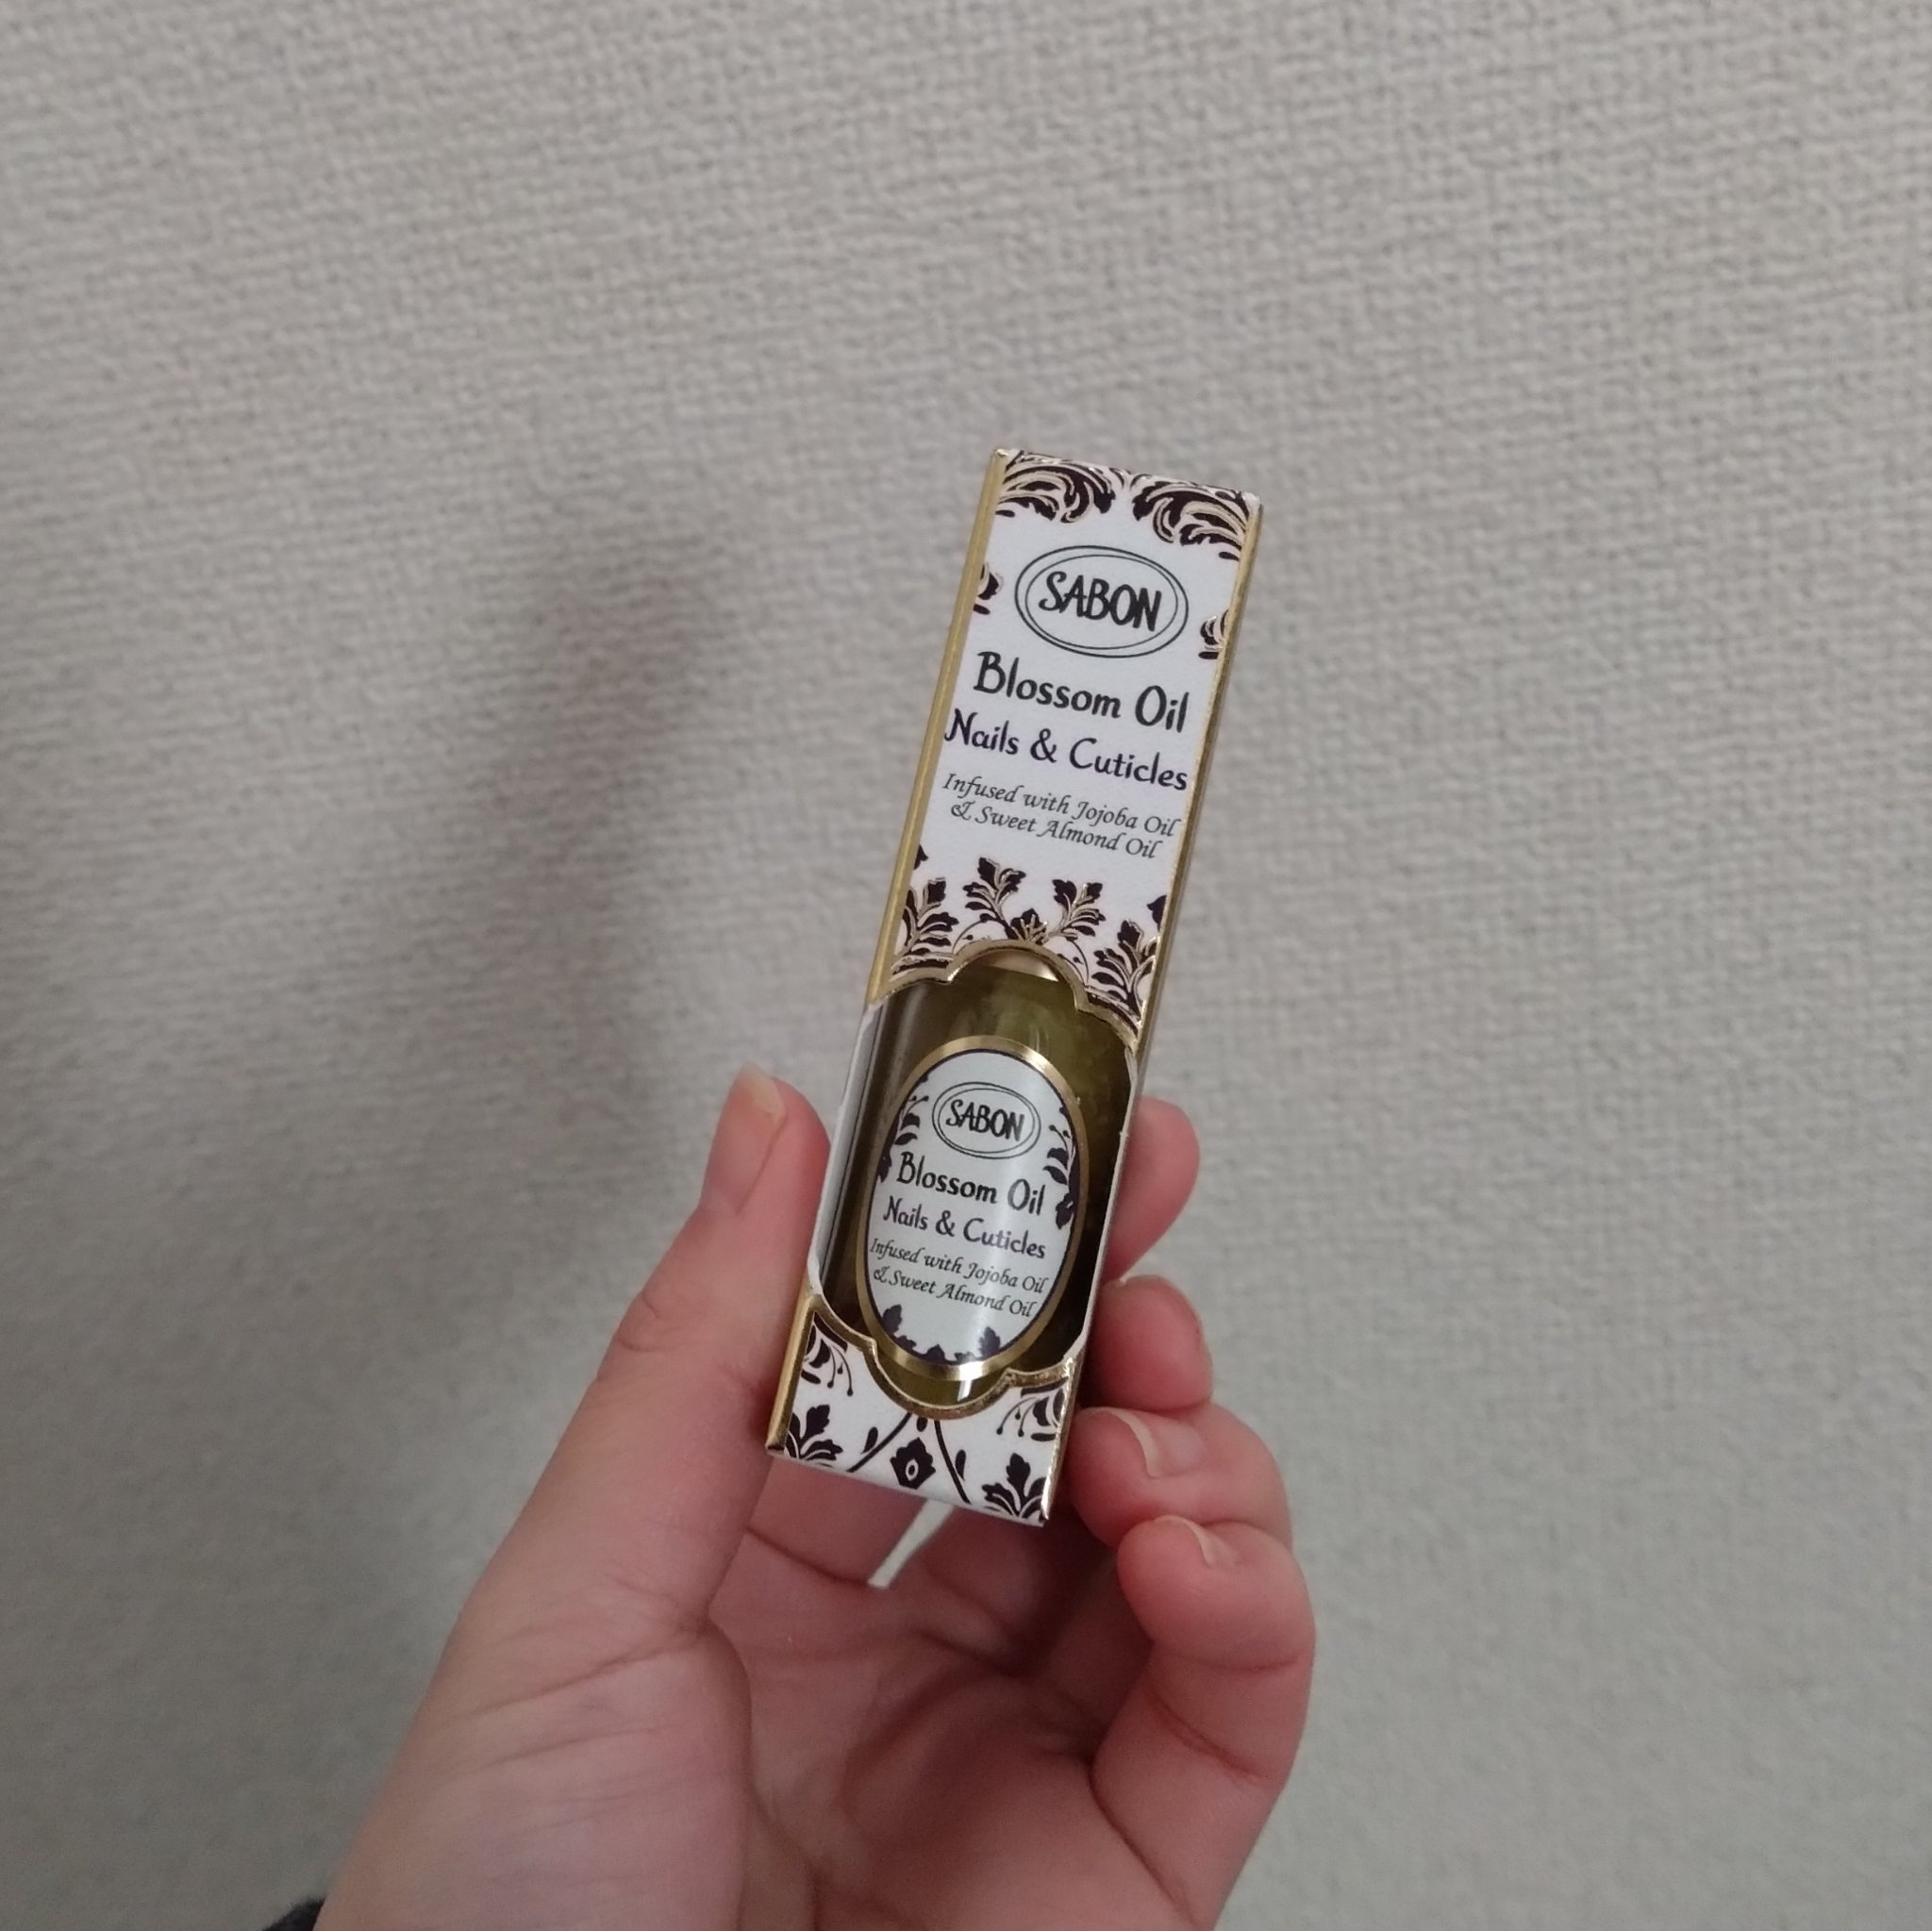 SABON
Blossom Oil
Nails & Cuticles
Infused with Jojoba Oil
& Sweet Almond Oil
SABON
Blossom Oil
Nails & Cuticles
Infused with Jojoba Oil
& Sweet Almond Oil